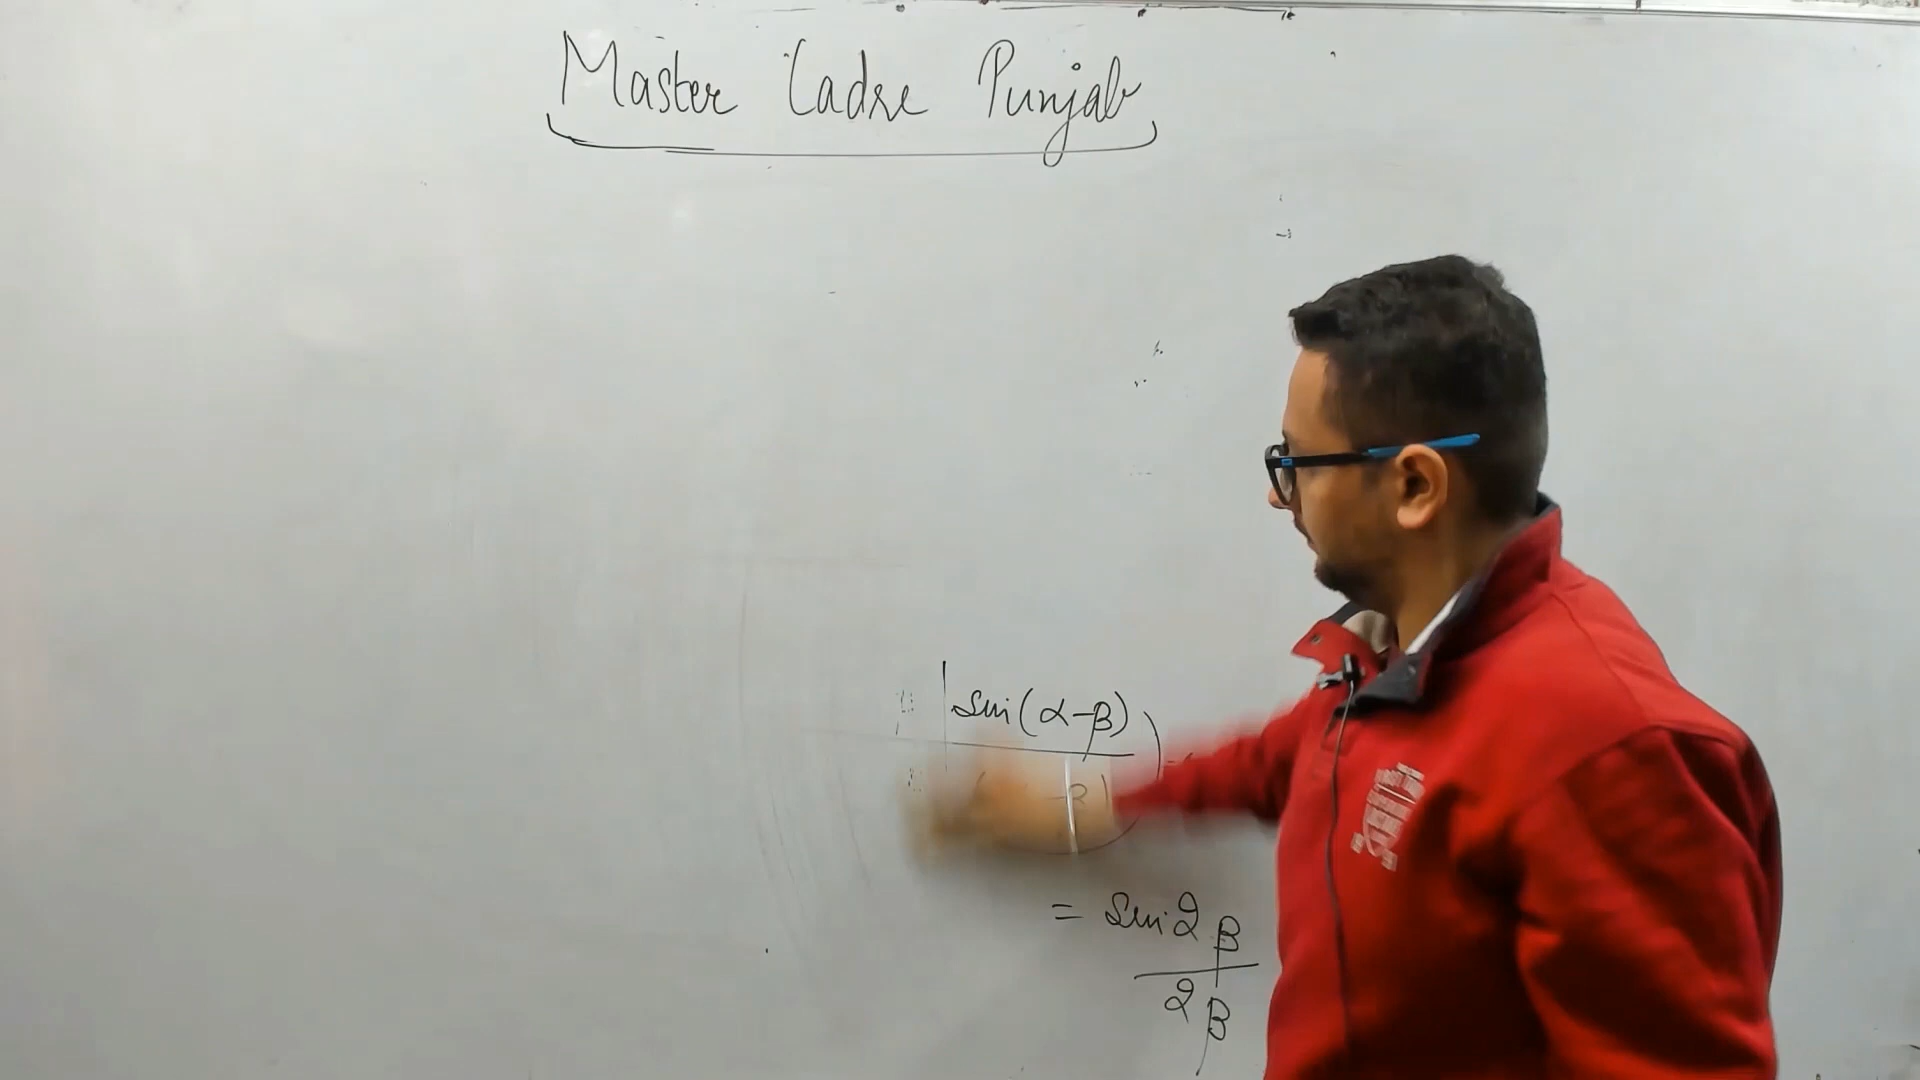 Master Cadre Punjab
sin(α-β)
-β)
= sin2β
2β